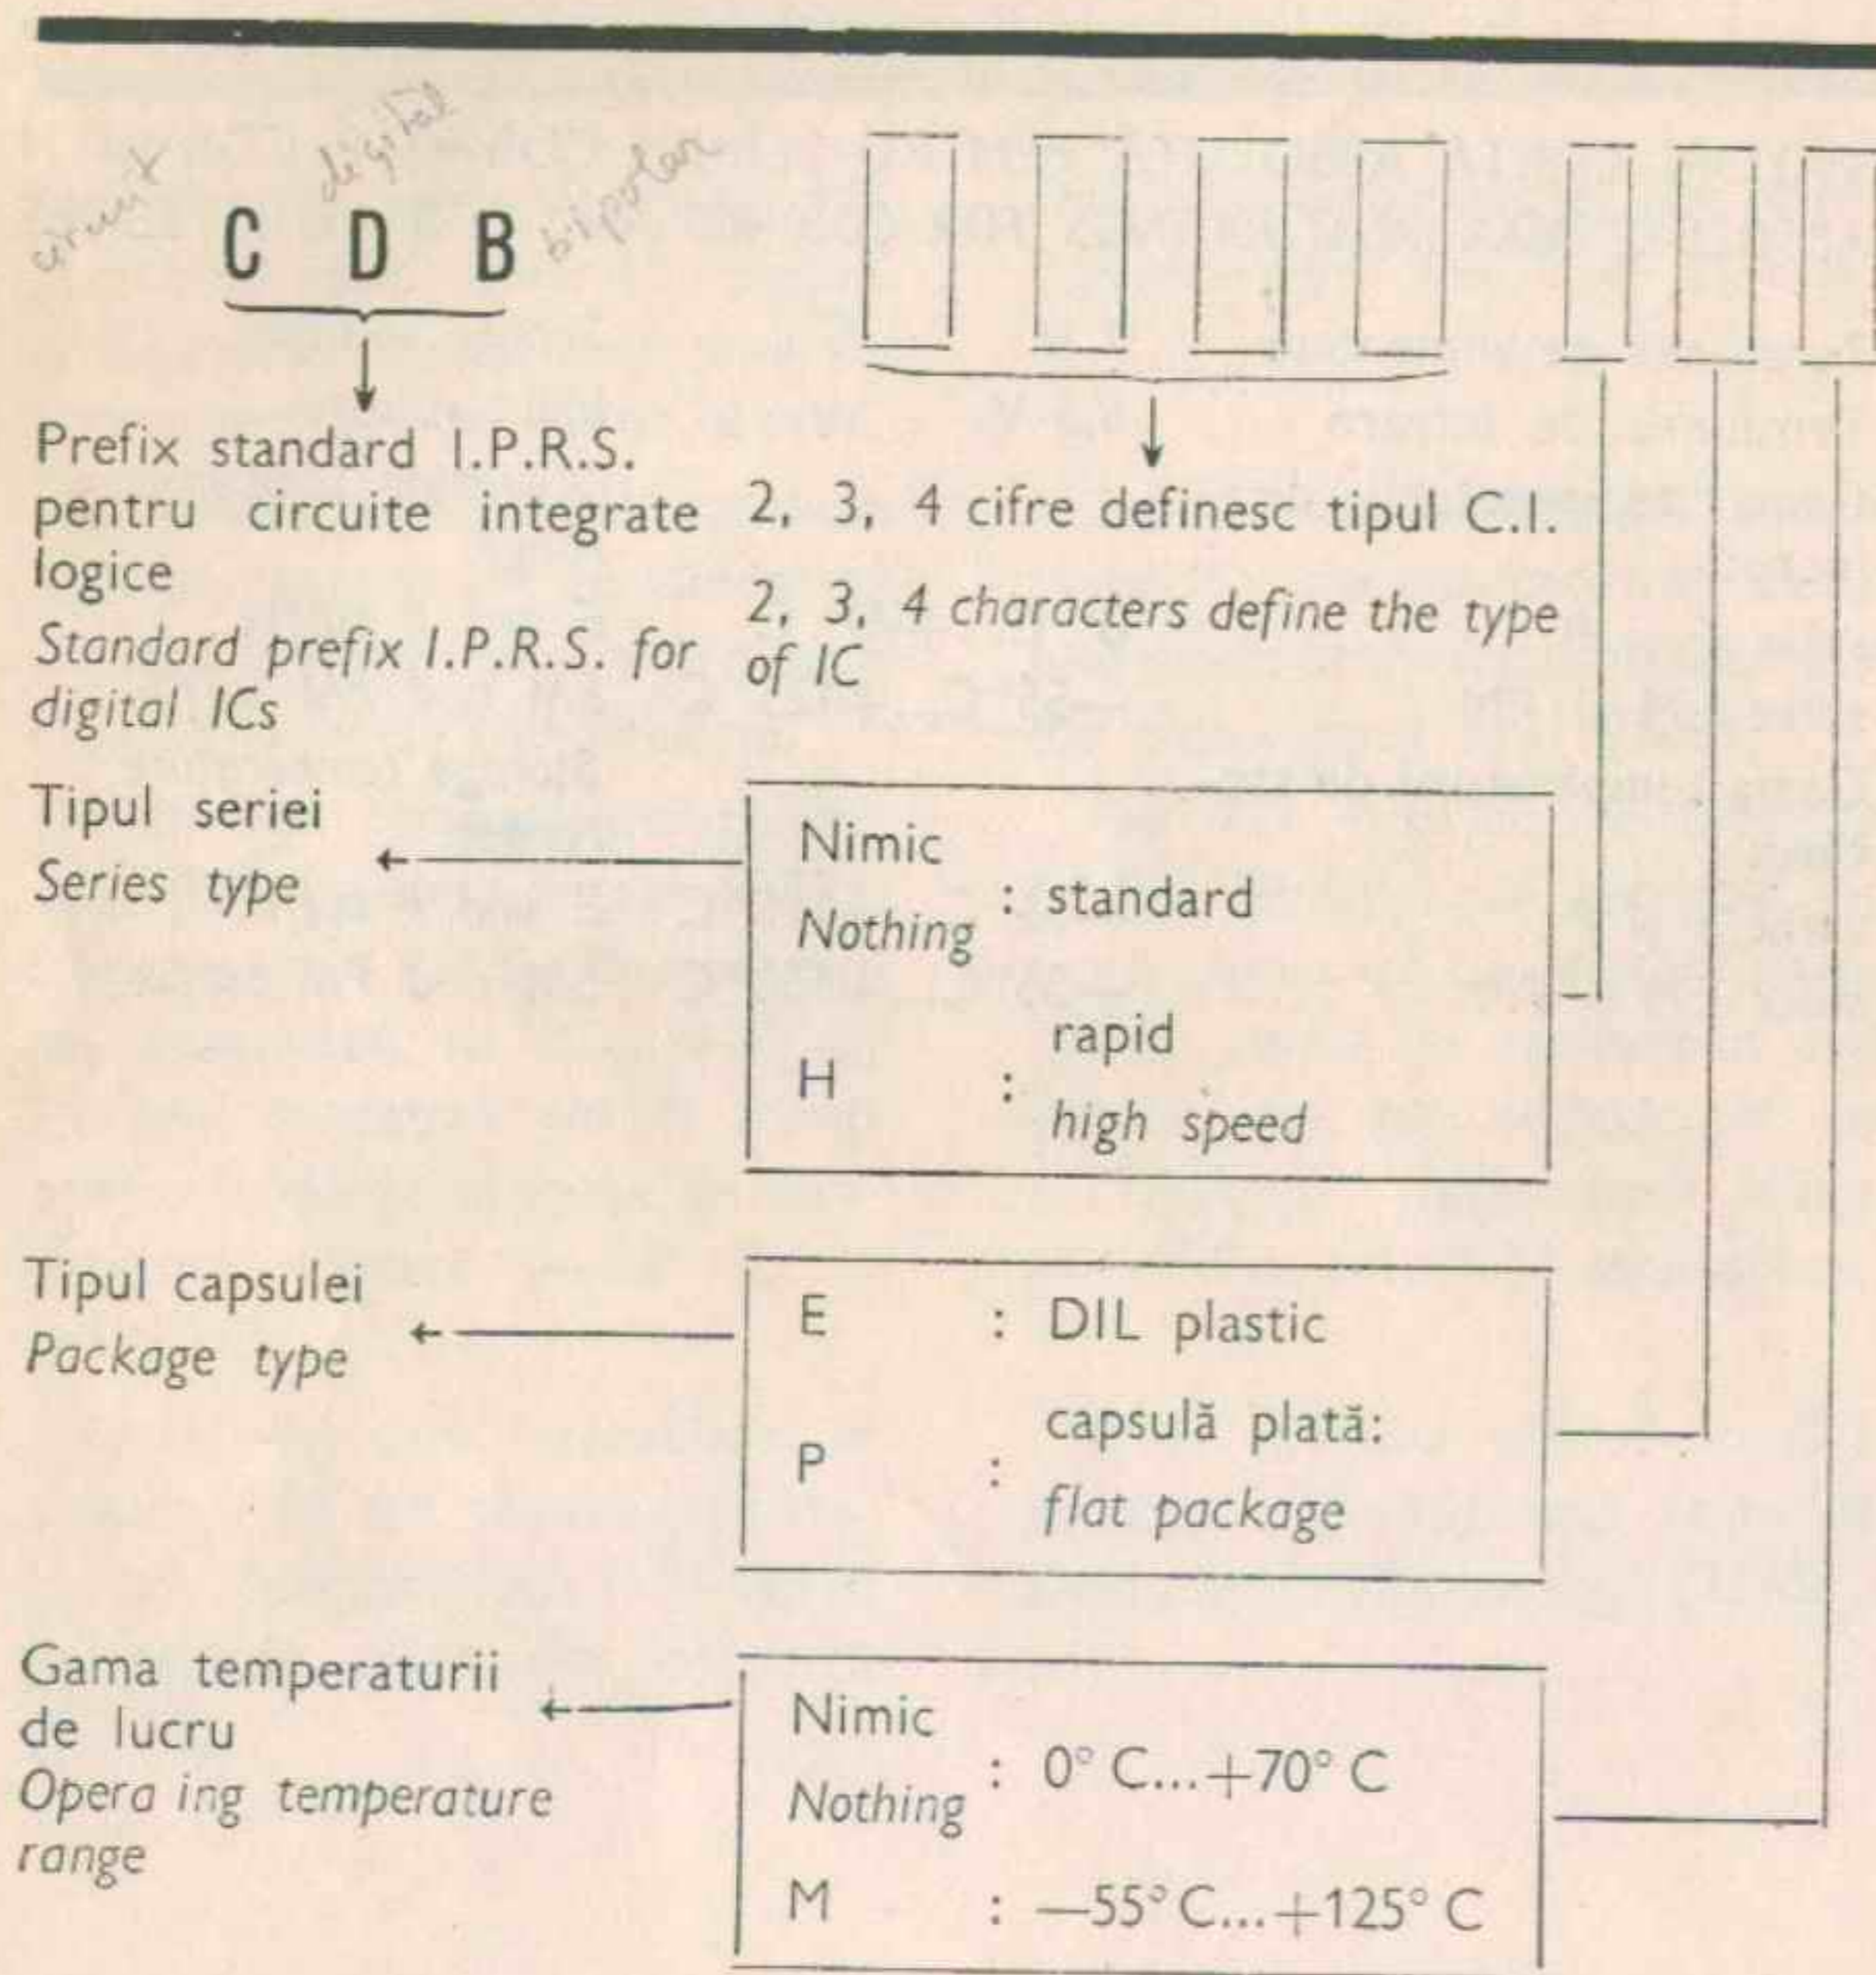 circuit digital bipolar
C D B
Prefix standard I.P.R.S.
pentru circuite integrate
logice
Standard prefix I.P.R.S. for
digital ICs
2, 3, 4 cifre definesc tipul C.I.
2, 3, 4 characters define the type
of IC
Tipul seriei
Series type
Nimic
Nothing : standard
H : rapid
high speed
Tipul capsulei
Package type
E : DIL plastic
P : capsulă plată:
flat package
Gama temperaturii
de lucru
Opera ing temperature
range
Nimic
Nothing : 0° C...+70° C
M : —55° C...+125° C